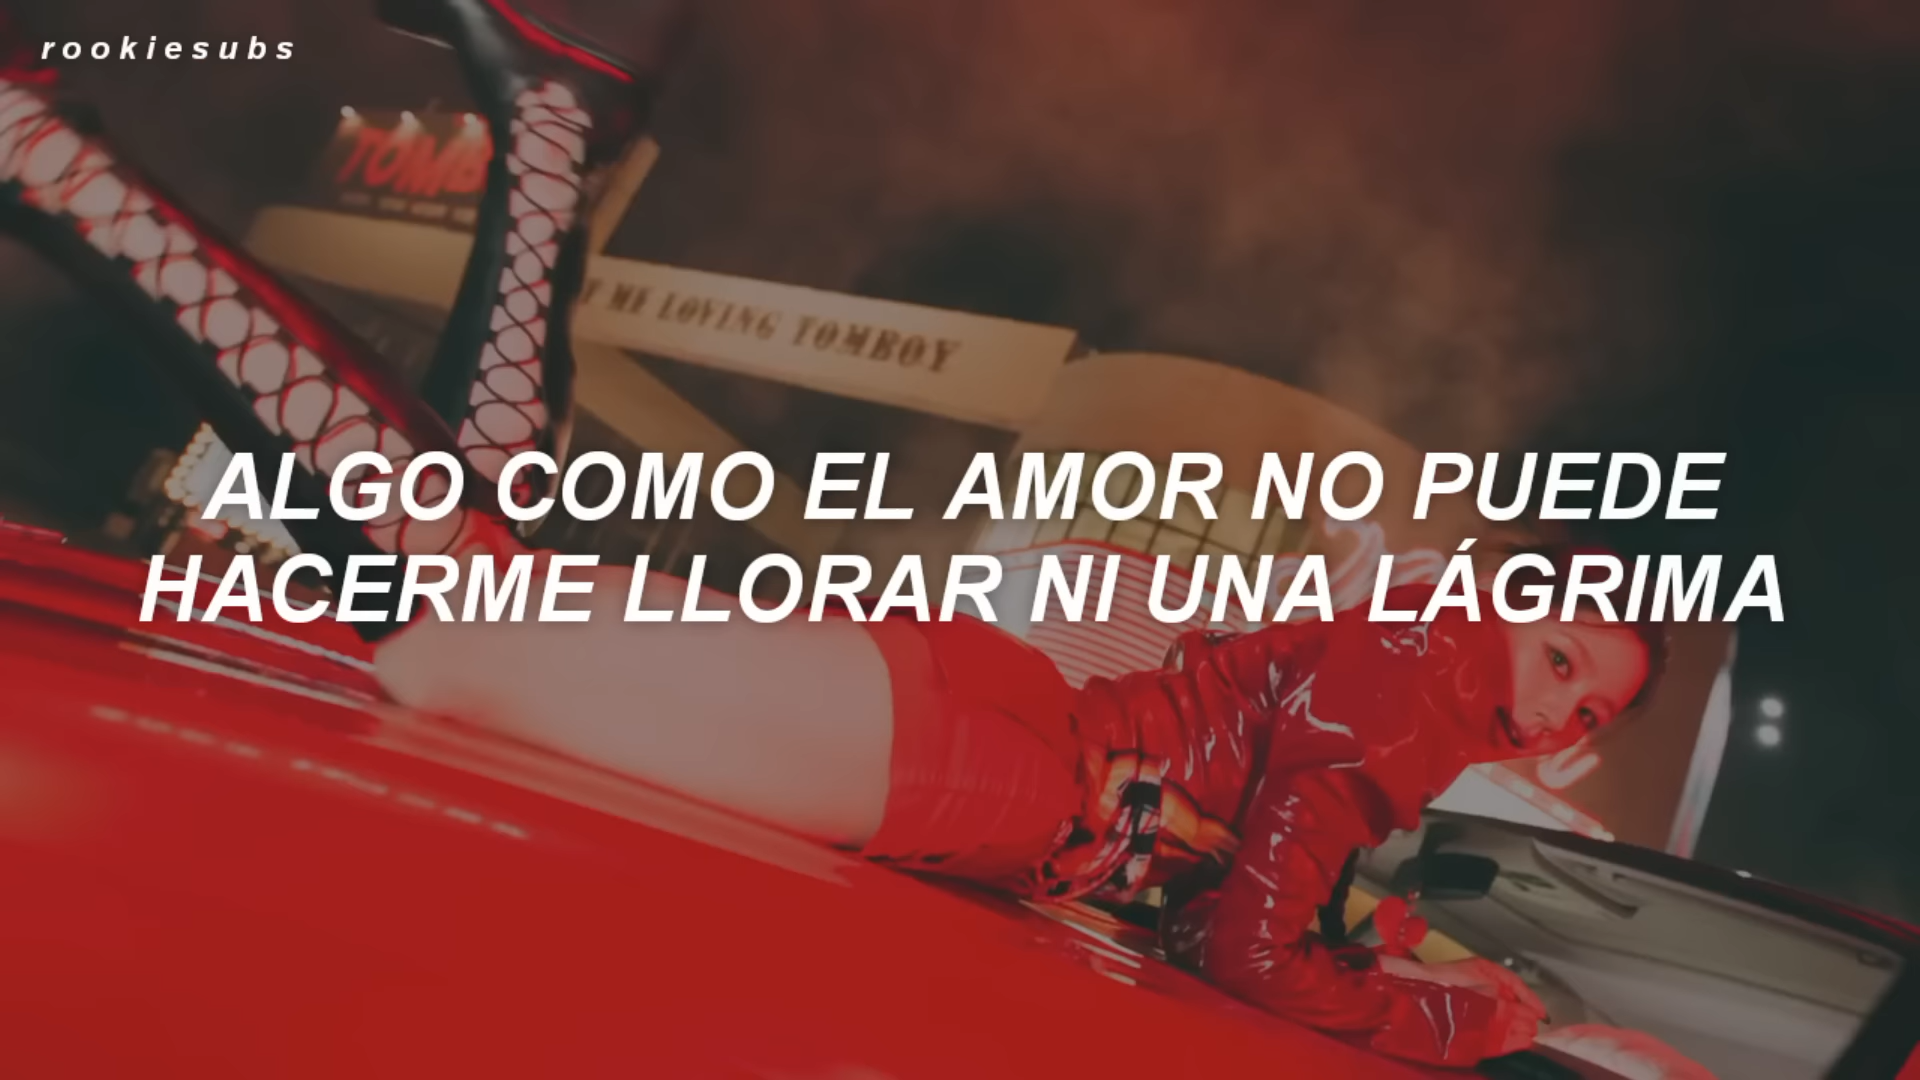 rookiesubs
TOMB
ME LOVING TOMBOY
ALGO COMO EL AMOR NO PUEDE
HACERME LLORAR NI UNA LÁGRIMA